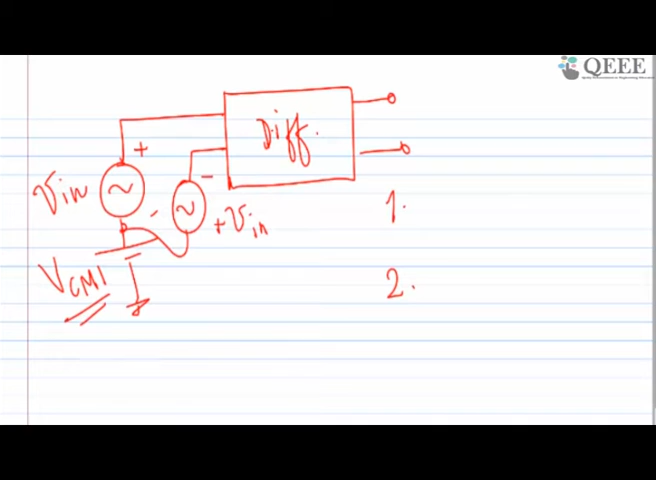 QEEE
Diff.
+
-
Vin
-
+Vin
VCM1
1.
2.